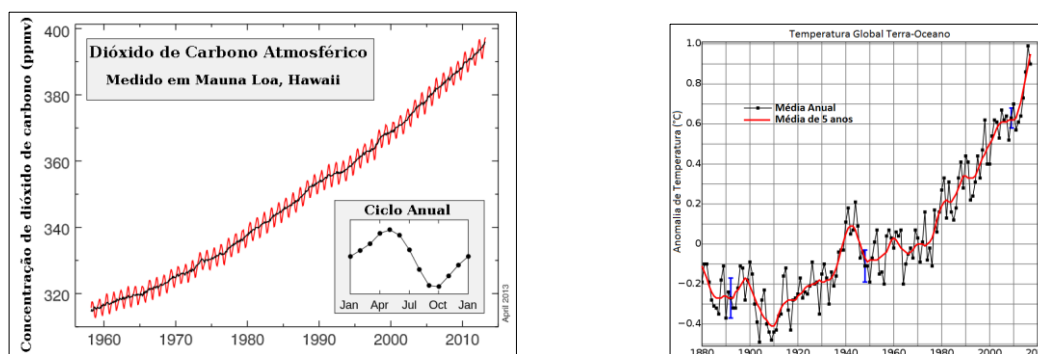 Concentração de dióxido de carbono (ppmv)
400
380
360
340
320
Dióxido de Carbono Atmosférico
Medido em Mauna Loa, Hawaii
Ciclo Anual
Jan Apr Jul Oct Jan
April 2013
1960 1970 1980 1990 2000 2010
Temperatura Global Terra-Oceano
Anomalia de Temperatura (°C)
1.0
0.8
0.6
0.4
0.2
0
−0.2
−0.4
Média Anual
Média de 5 anos
1880 1900 1920 1940 1960 1980 2000